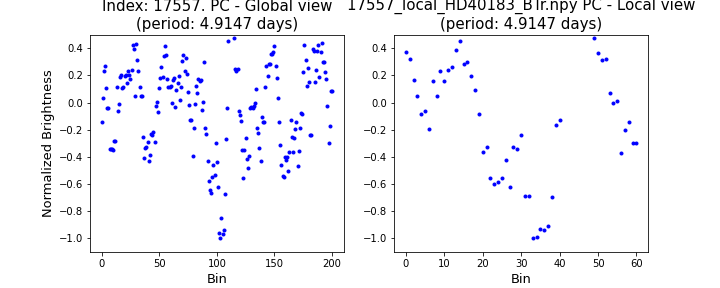 Index: 17557. PC - Global view
(period: 4.9147 days)
17557_local_HD40183_BTfr.npy PC - Local view
(period: 4.9147 days)
Normalized Brightness
0.4
0.2
0.0
−0.2
−0.4
−0.6
−0.8
−1.0
0 50 100 150 200
Bin
0.4
0.2
0.0
−0.2
−0.4
−0.6
−0.8
−1.0
0 10 20 30 40 50 60
Bin